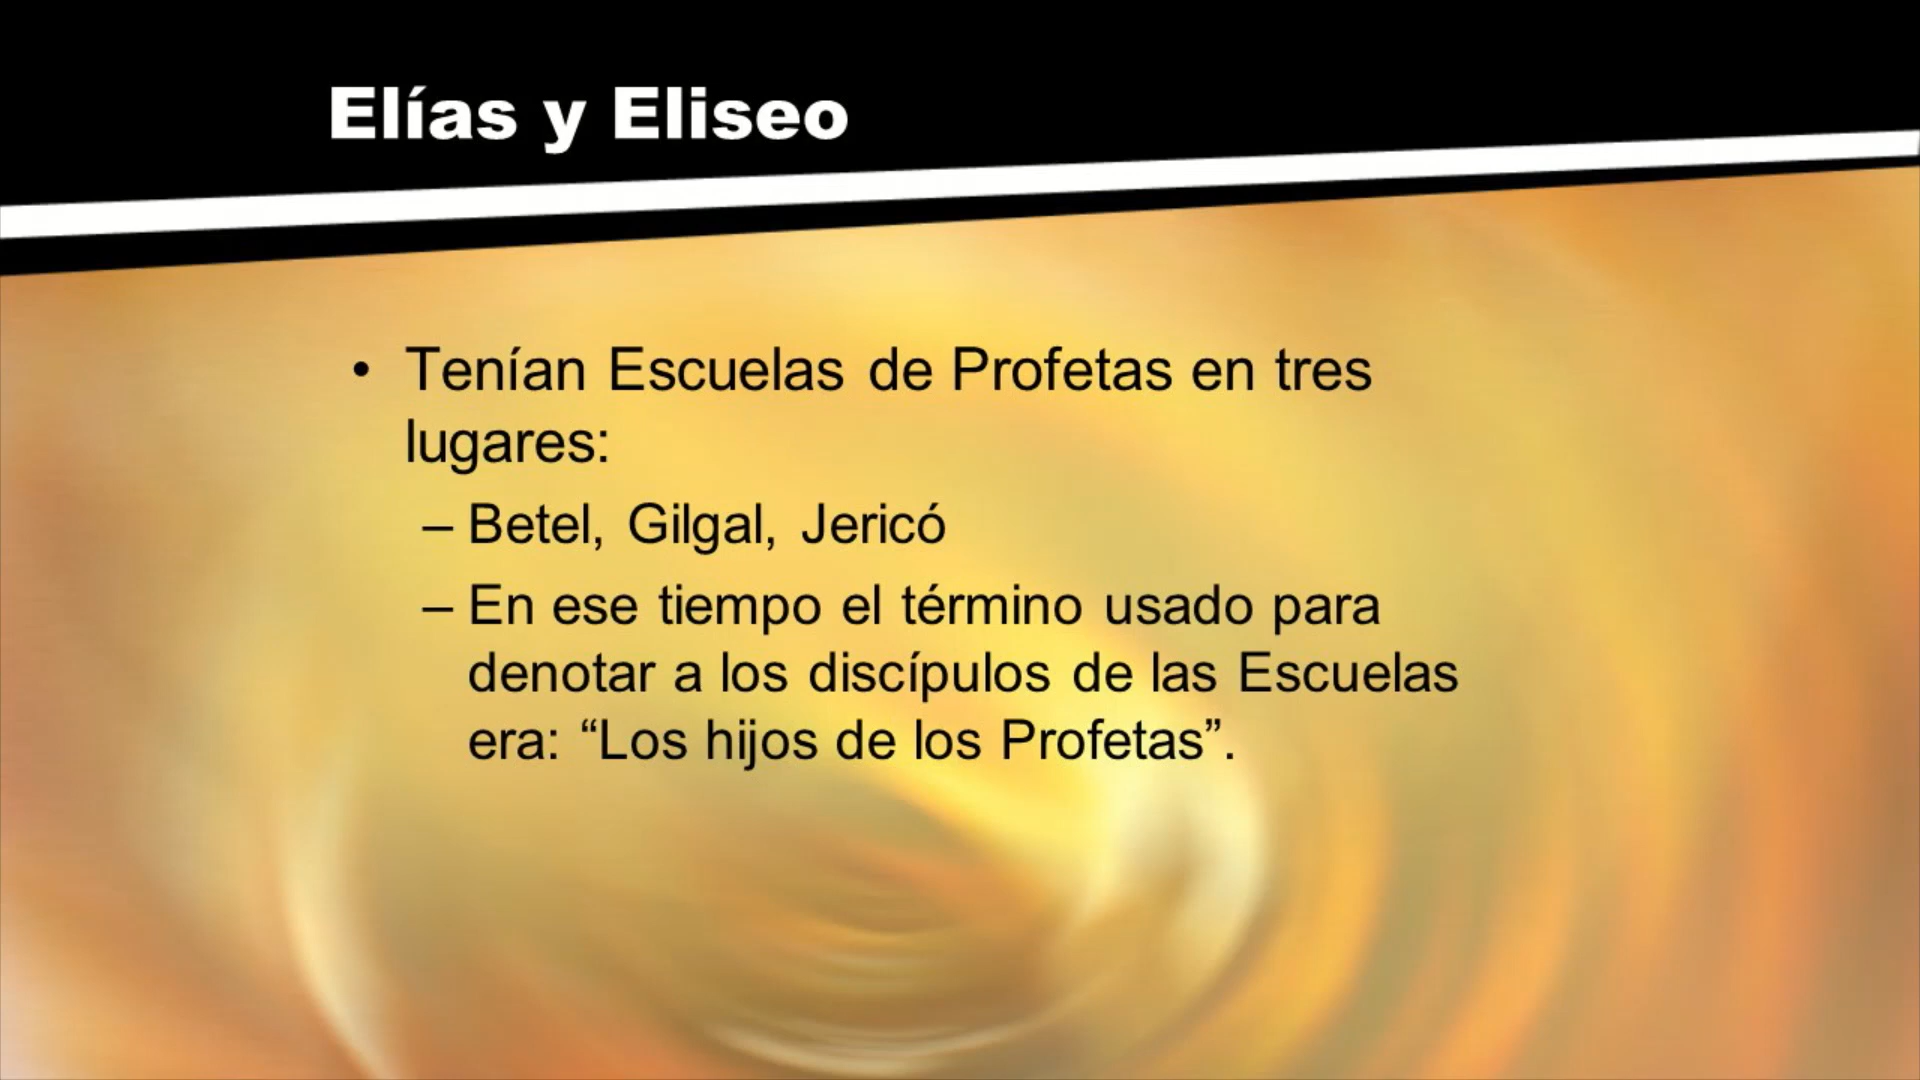 Elías y Eliseo
• Tenían Escuelas de Profetas en tres
lugares:
– Betel, Gilgal, Jericó
– En ese tiempo el término usado para
denotar a los discípulos de las Escuelas
era: “Los hijos de los Profetas”.